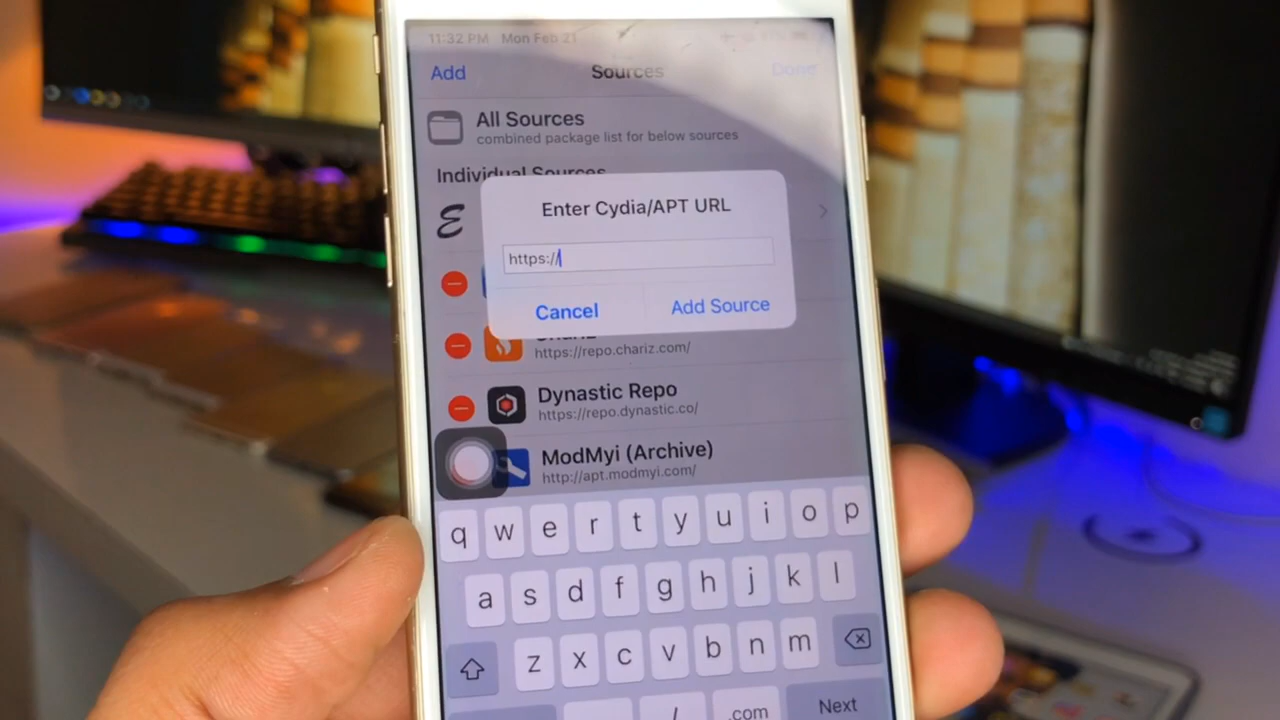 11:32 PM Mon Feb 21
Add Sources Done
All Sources
combined package list for below sources
Individual Sources
Enter Cydia/APT URL
https://
Cancel Add Source
Chariz
https://repo.chariz.com/
Dynastic Repo
https://repo.dynastic.co/
ModMyi (Archive)
http://apt.modmyi.com/
q w e r t y u i o p
a s d f g h j k l
z x c v b n m
/ .com Next